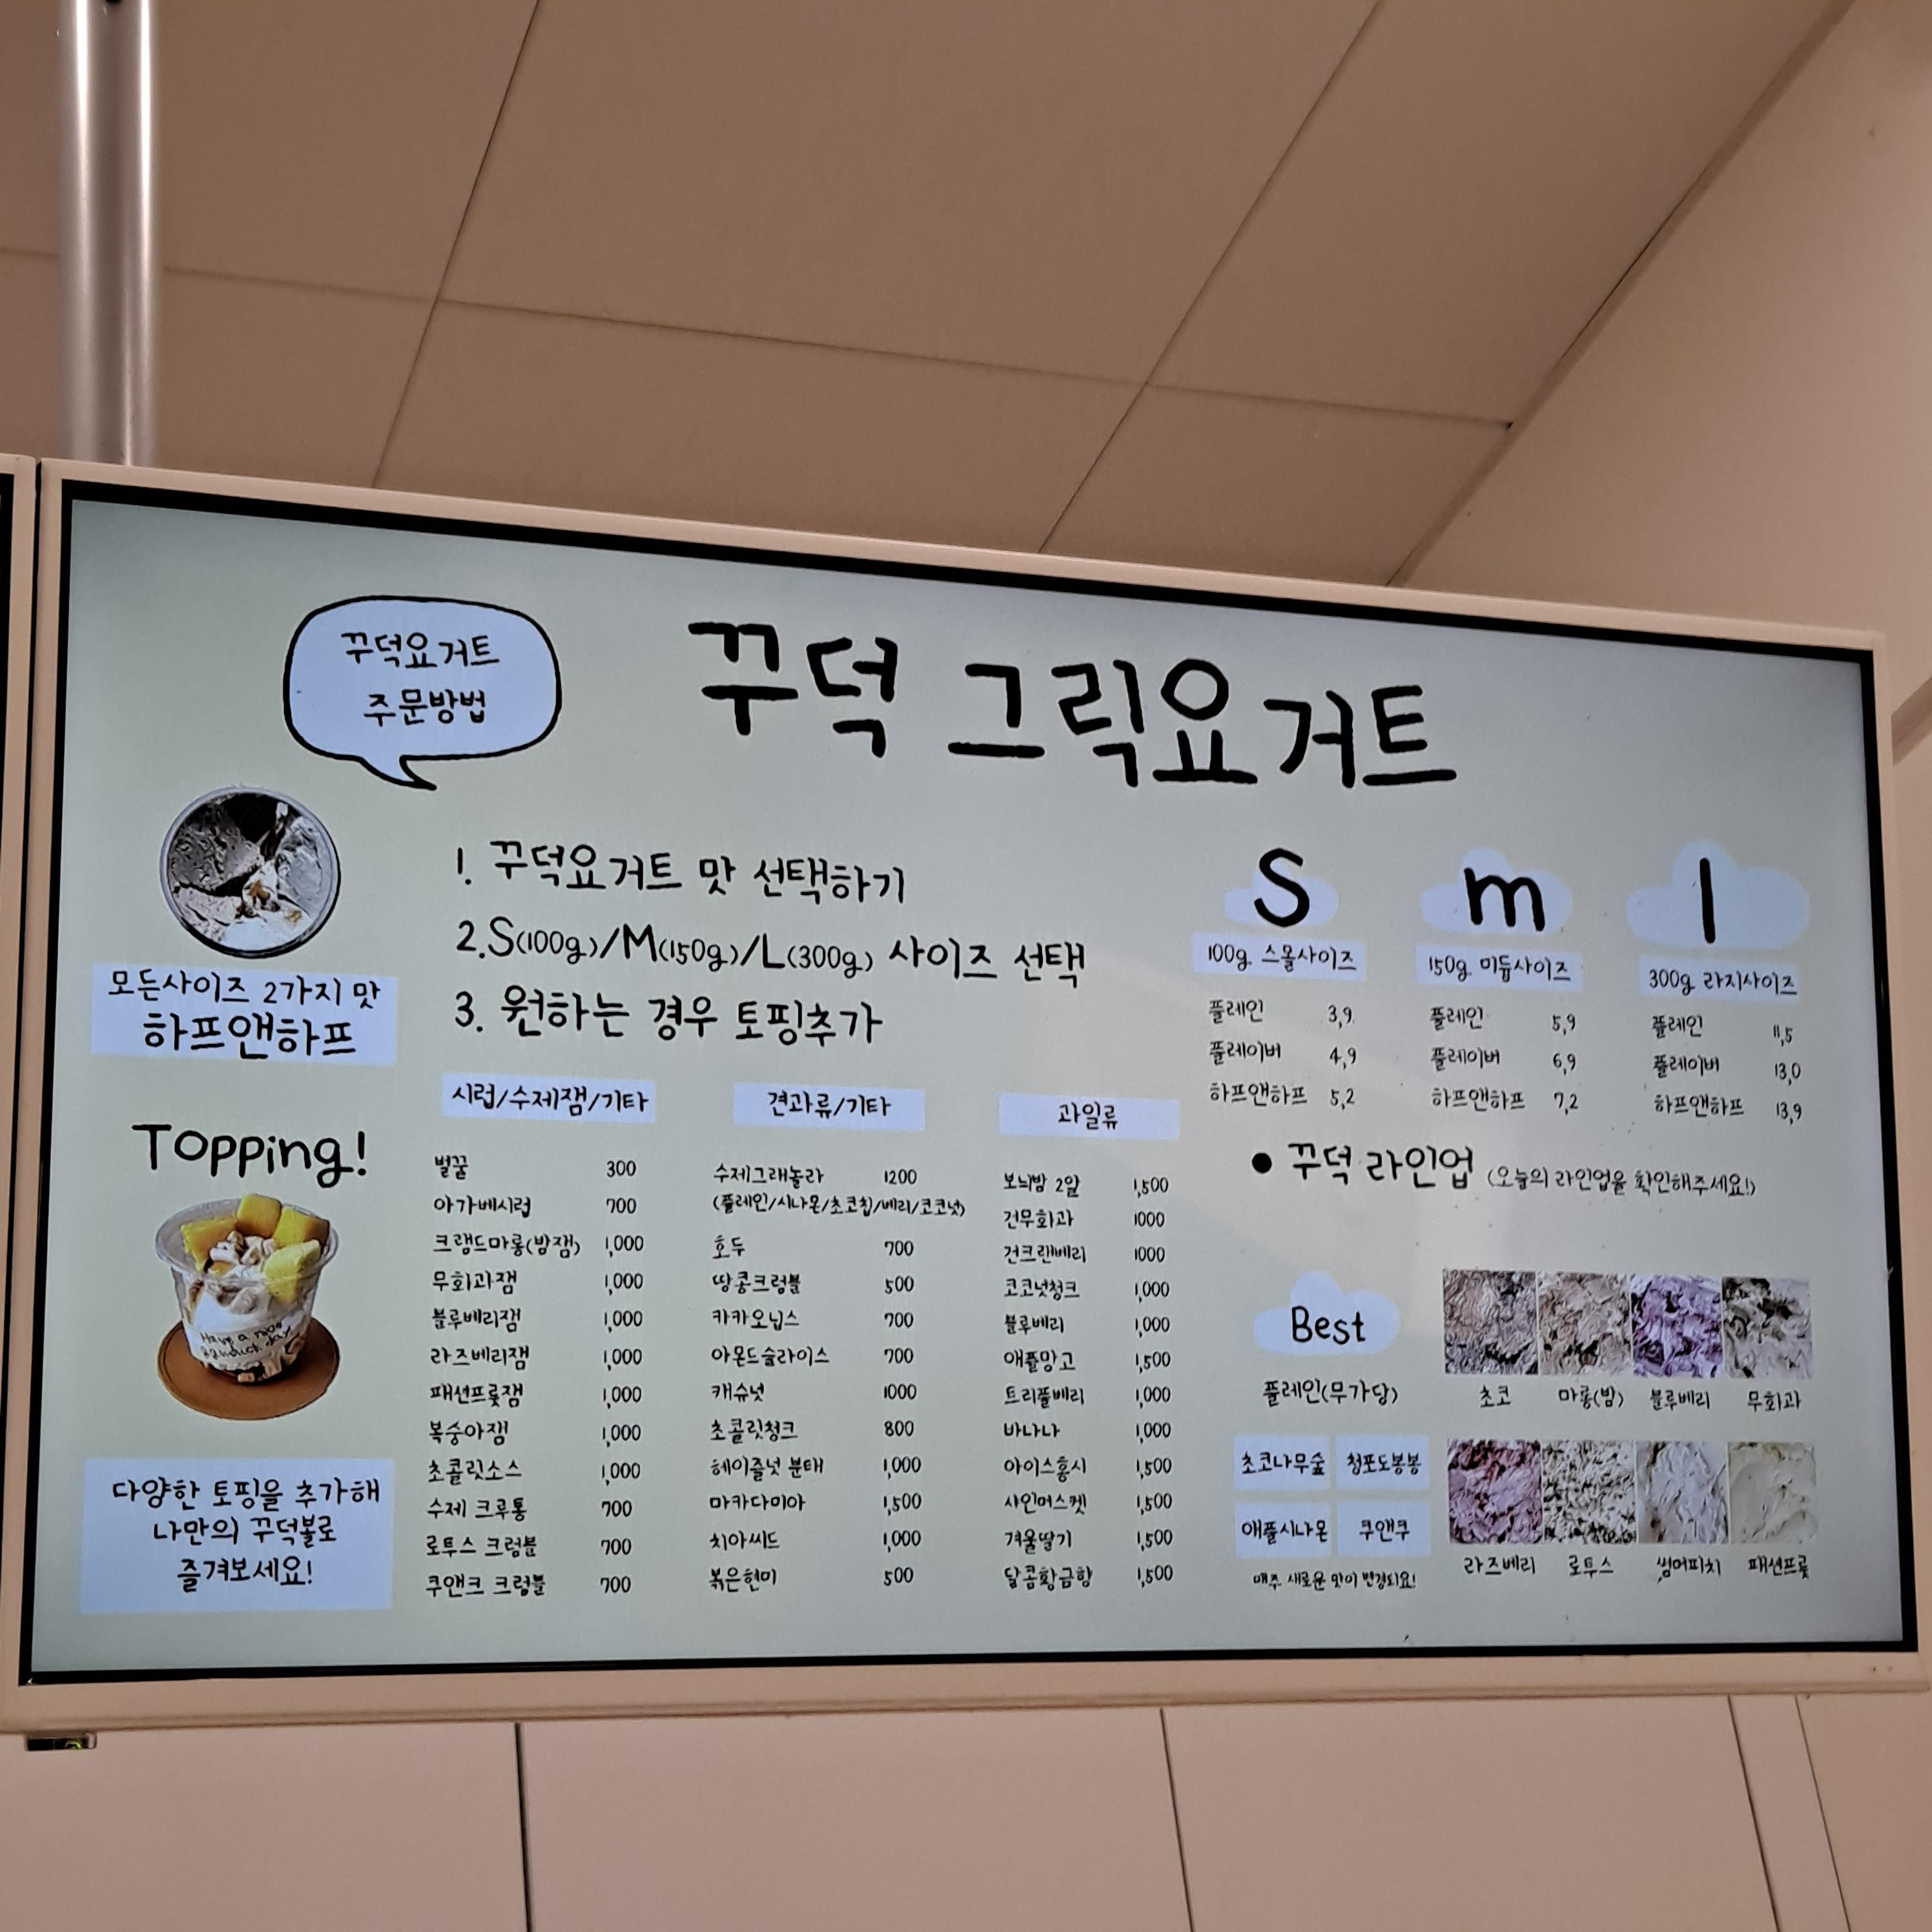 꾸덕요거트
주문방법
꾸덕 그릭요거트
1. 꾸덕요거트 맛 선택하기
2.S(100g)/M(150g)/L(300g) 사이즈 선택
3. 원하는 경우 토핑추가
모든사이즈 2가지 맛
하프앤하프
S
100g 스몰사이즈
플레인 3,9
플레이버 4,9
하프앤하프 5,2
m
150g 미듐사이즈
플레인 5,9
플레이버 6,9
하프앤하프 7,2
l
300g 라지사이즈
플레인 11,5
플레이버 13,0
하프앤하프 13,9
Topping!
Have a nice
다양한 토핑을 추가해
나만의 꾸덕볼로
즐겨보세요!
시럽/수제잼/기타
벌꿀 300
아가베시럽 700
크램드마롱(밤잼) 1,000
무화과잼 1,000
블루베리잼 1,000
라즈베리잼 1,000
패션프룻잼 1,000
복숭아잼 1,000
초콜릿소스 1,000
수제 크루통 700
로투스 크럼블 700
쿠앤크 크럼블 700
견과류/기타
수제그래놀라 1200
(플레인/시나몬/초코칩/베리/코코넛)
호두 700
땅콩크럼블 500
카카오닙스 700
아몬드슬라이스 700
캐슈넛 1000
초콜릿청크 800
헤이즐넛 분태 1,000
마카다미아 1,500
치아씨드 1,000
볶은현미 500
과일류
보늬밤 2알 1,500
건무화과 1000
건크랜베리 1000
코코넛청크 1,000
블루베리 1,000
애플망고 1,500
트리플베리 1,000
바나나 1,000
아이스홍시 1,500
샤인머스켓 1,500
겨울딸기 1,500
달콤황금향 1,500
● 꾸덕 라인업 (오늘의 라인업을 확인해주세요!)
Best
플레인(무가당)
초코 마롱(밤) 블루베리 무화과
초코나무숲 청포도봉봉
애플시나몬 쿠앤쿠
매주 새로운 맛이 변경되요!
라즈베리 로투스 썸머피치 패션프룻